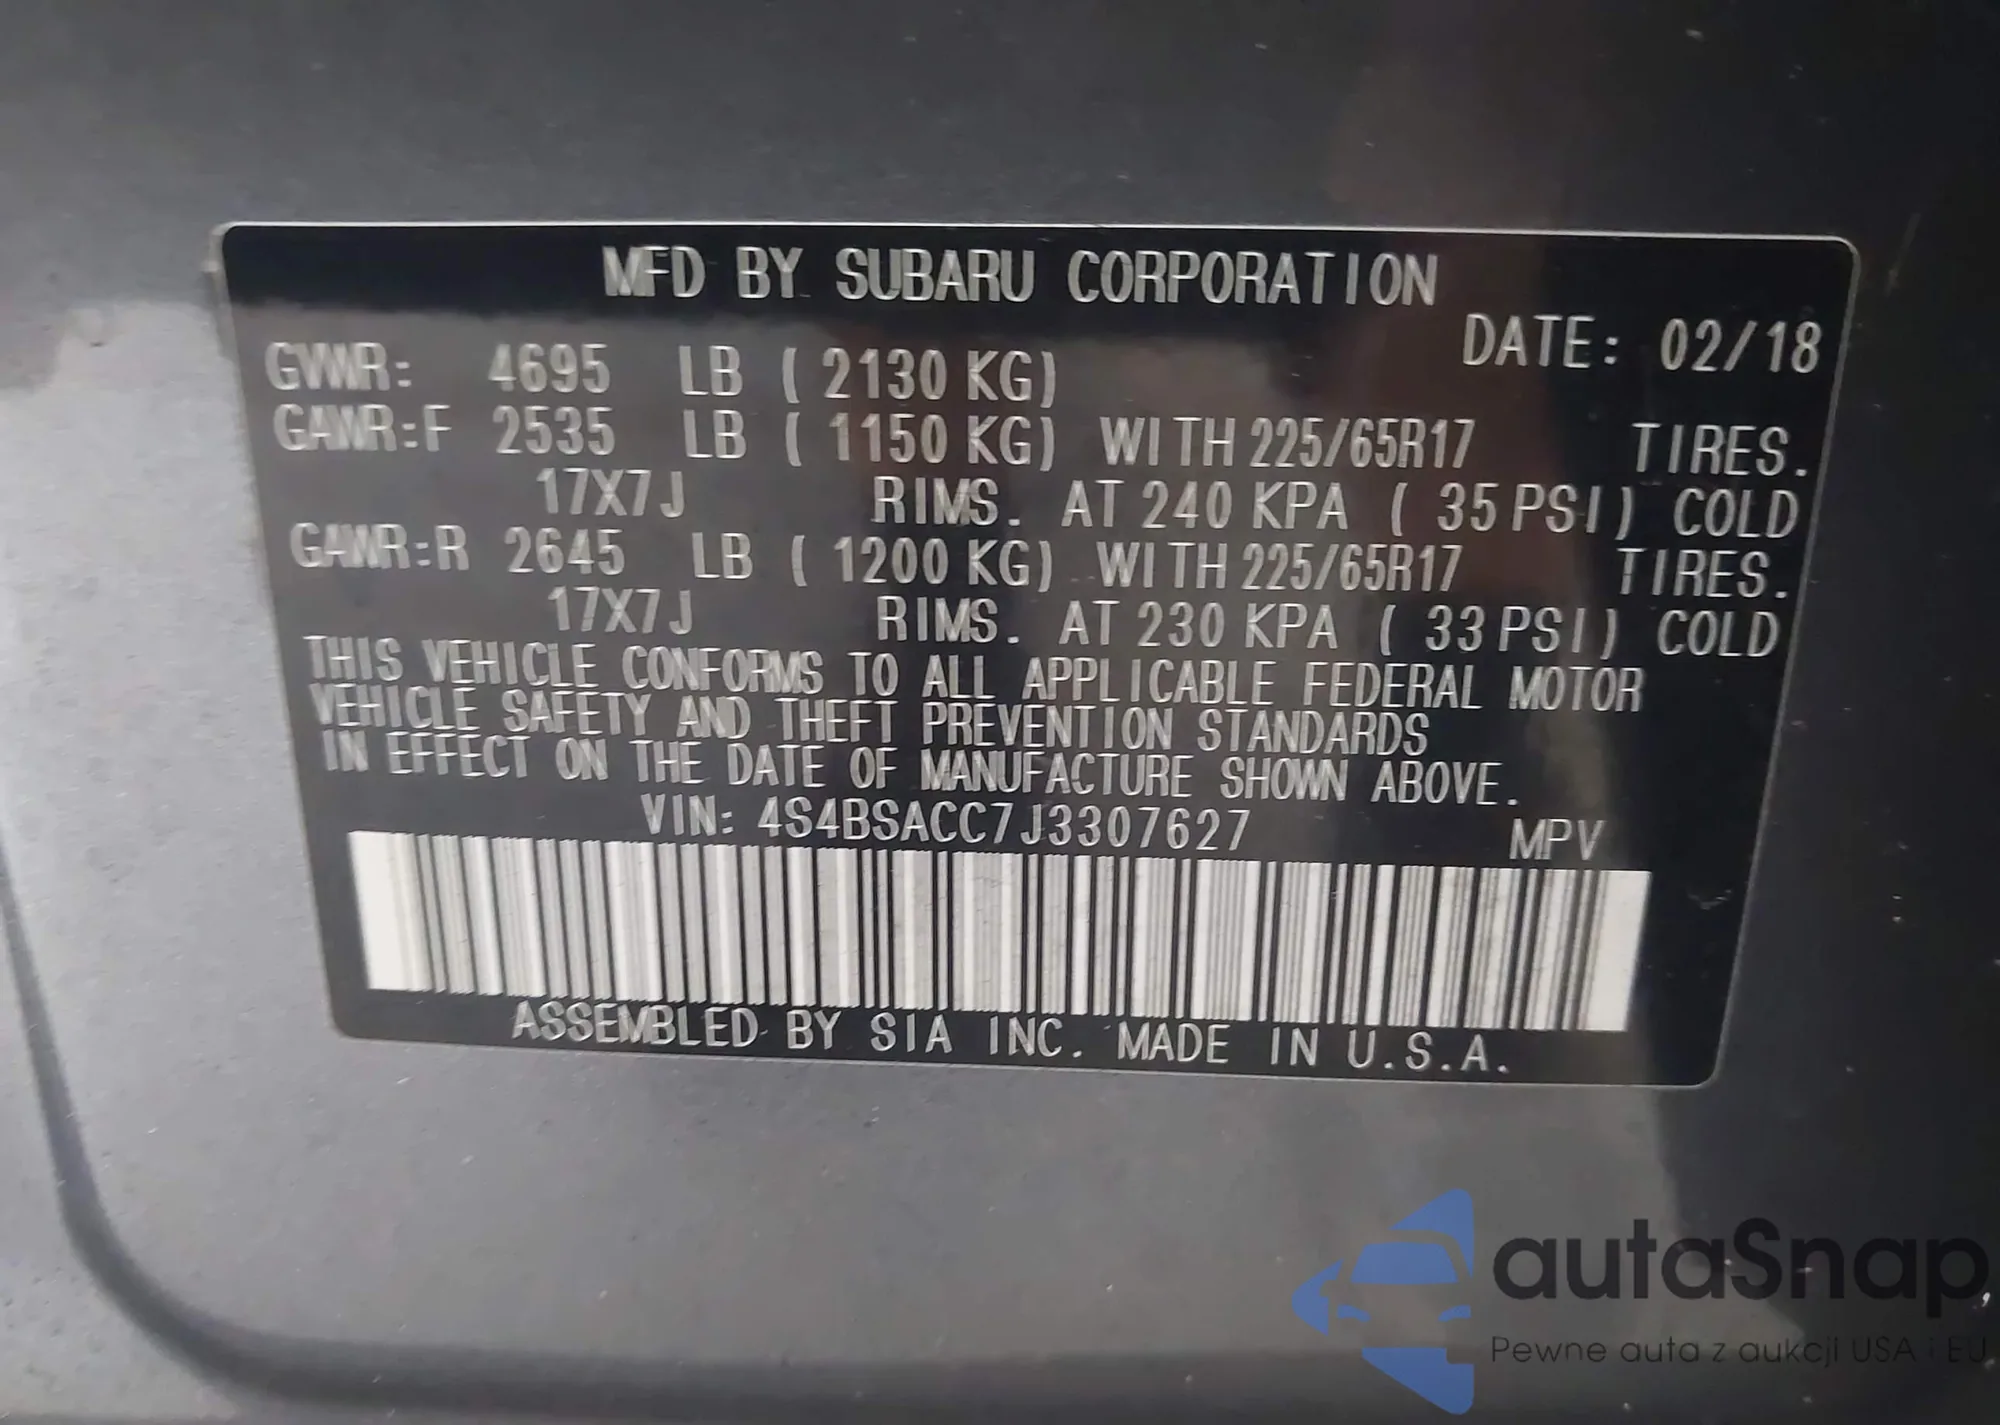 MFD BY SUBARU CORPORATION
DATE: 02/18
GVWR: 4695 LB ( 2130 KG)
GAWR:F 2535 LB ( 1150 KG) WITH 225/65R17 TIRES.
17X7J RIMS. AT 240 KPA ( 35 PSI) COLD
GAWR:R 2645 LB ( 1200 KG) WITH 225/65R17 TIRES.
17X7J RIMS. AT 230 KPA ( 33 PSI) COLD
THIS VEHICLE CONFORMS TO ALL APPLICABLE FEDERAL MOTOR
VEHICLE SAFETY AND THEFT PREVENTION STANDARDS
IN EFFECT ON THE DATE OF MANUFACTURE SHOWN ABOVE.
VIN: 4S4BSACC7J3307627 MPV
ASSEMBLED BY SIA INC. MADE IN U.S.A.
autaSnap
Pewne auta z aukcji USA i EU